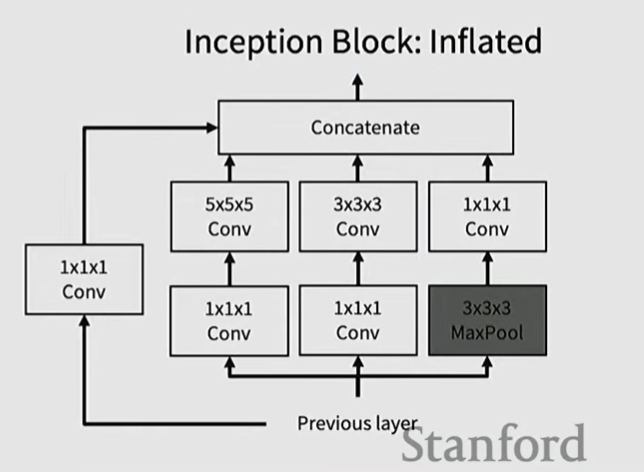 Inception Block: Inflated
Concatenate
5x5x5
Conv
3x3x3
Conv
1x1x1
Conv
1x1x1
Conv
1x1x1
Conv
1x1x1
Conv
3x3x3
MaxPool
Previous layer
Stanford